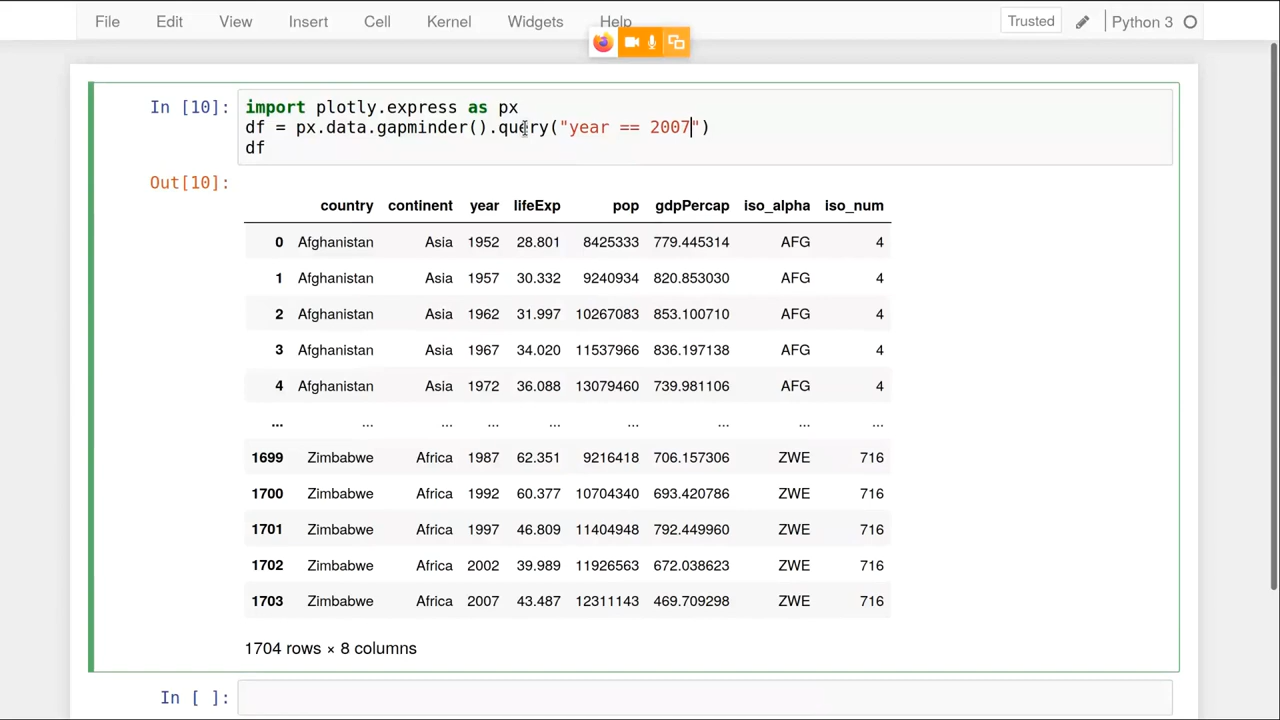 File Edit View Insert Cell Kernel Widgets Help Trusted Python 3
In [10]: import plotly.express as px
df = px.data.gapminder().query("year == 2007")
df
Out[10]:
country continent year lifeExp pop gdpPercap iso_alpha iso_num
0 Afghanistan Asia 1952 28.801 8425333 779.445314 AFG 4
1 Afghanistan Asia 1957 30.332 9240934 820.853030 AFG 4
2 Afghanistan Asia 1962 31.997 10267083 853.100710 AFG 4
3 Afghanistan Asia 1967 34.020 11537966 836.197138 AFG 4
4 Afghanistan Asia 1972 36.088 13079460 739.981106 AFG 4
... ... ... ... ... ... ... ... ...
1699 Zimbabwe Africa 1987 62.351 9216418 706.157306 ZWE 716
1700 Zimbabwe Africa 1992 60.377 10704340 693.420786 ZWE 716
1701 Zimbabwe Africa 1997 46.809 11404948 792.449960 ZWE 716
1702 Zimbabwe Africa 2002 39.989 11926563 672.038623 ZWE 716
1703 Zimbabwe Africa 2007 43.487 12311143 469.709298 ZWE 716
1704 rows × 8 columns
In [ ]: